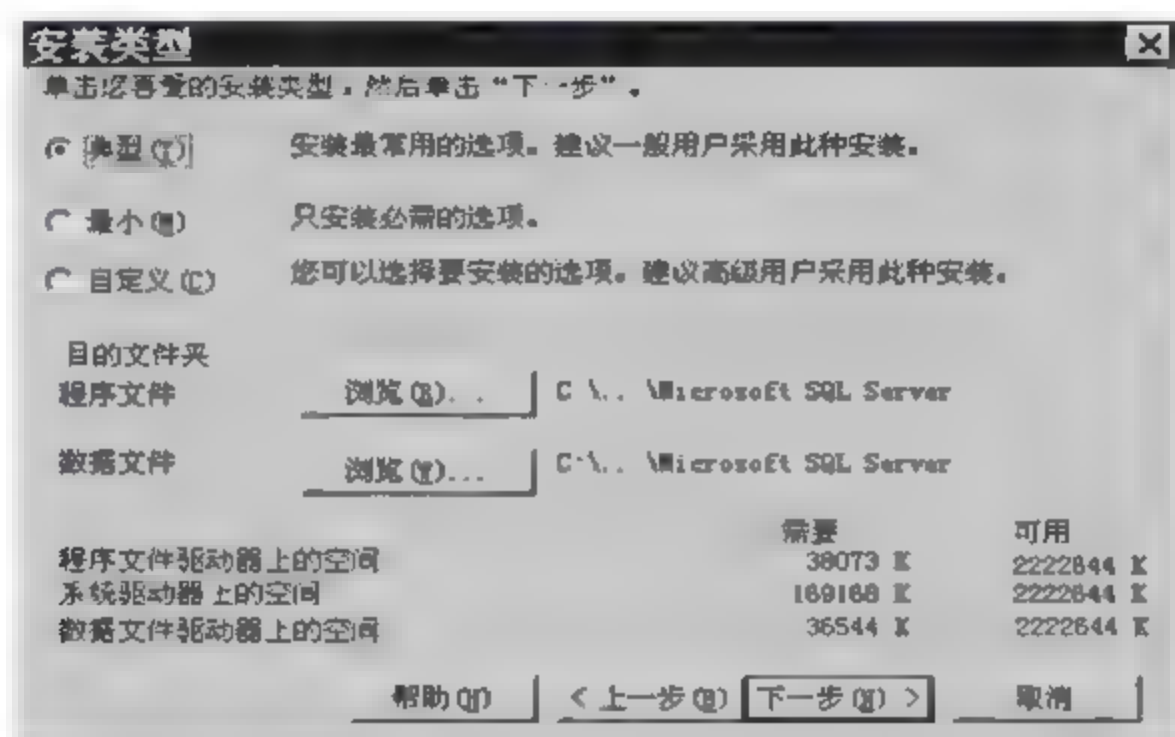 安装类型
单击您喜爱的安装类型，然后单击“下一步”。
典型(T) 安装最常用的选项。建议一般用户采用此种安装。
最小(M) 只安装必需的选项。
自定义(C) 您可以选择要安装的选项。建议高级用户采用此种安装。
目的文件夹
程序文件 浏览(R)... C:\.. \Microsoft SQL Server
数据文件 浏览(W)... C:\.. \Microsoft SQL Server
需要 可用
程序文件驱动器上的空间 38073 K 2222644 K
系统驱动器上的空间 169168 K 2222644 K
数据文件驱动器上的空间 36544 K 2222644 K
帮助(H) < 上一步(B) 下一步(N) > 取消